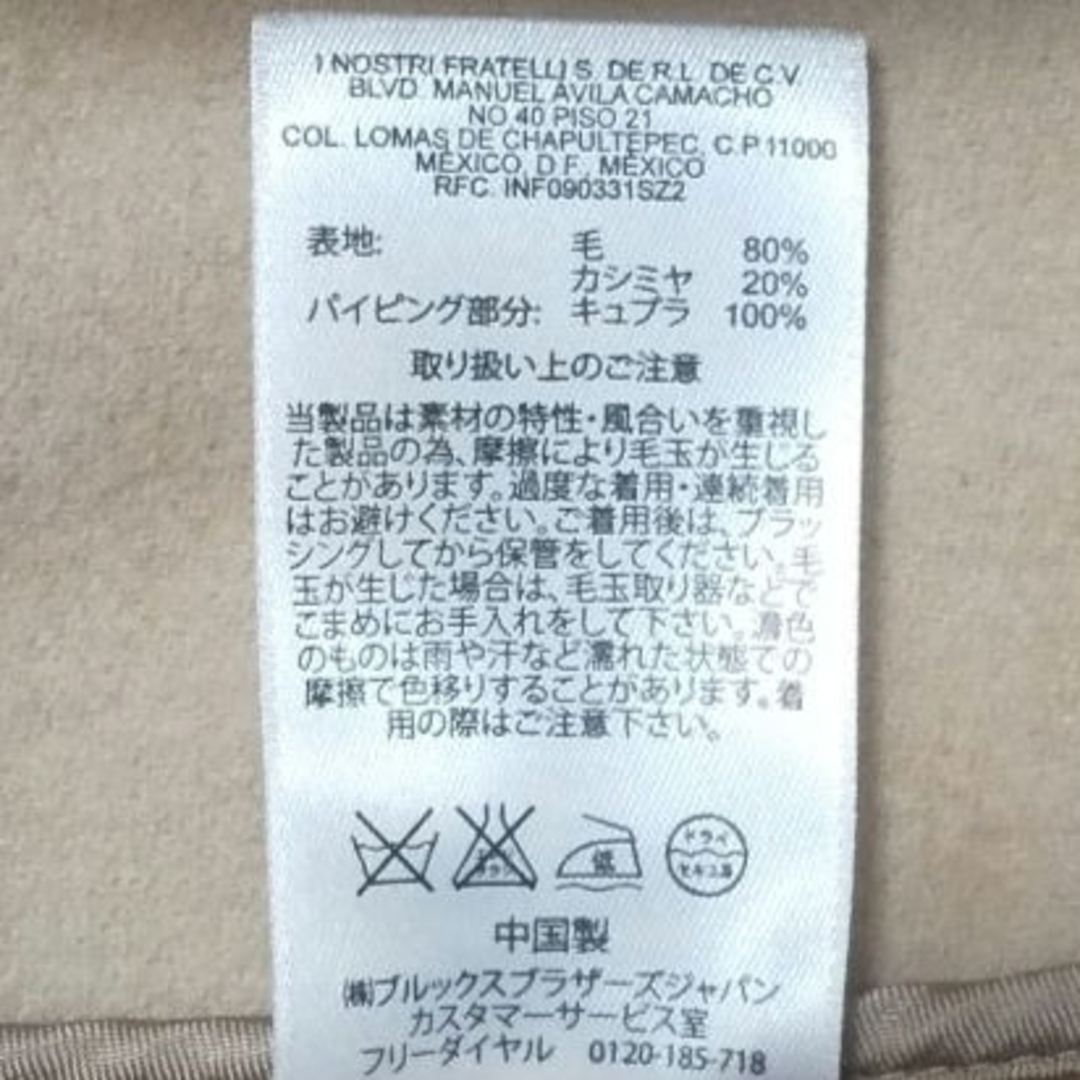 I NOSTRI FRATELLI S. DE R.L. DE C.V.
BLVD. MANUEL AVILA CAMACHO
NO 40 PISO 21
COL. LOMAS DE CHAPULTEPEC, C.P 11000
MÉXICO, D.F., MÉXICO
RFC. INF090331SZ2
表地: 毛 80%
カシミヤ 20%
パイピング部分: キュプラ 100%
取り扱い上のご注意
当製品は素材の特性・風合いを重視し
た製品の為、摩擦により毛玉が生じる
ことがあります。過度な着用・連続着用
はお避けください。ご着用後は、ブラッ
シングしてから保管をしてください。毛
玉が生じた場合は、毛玉取り器などで
こまめにお手入れをして下さい。濃色
のものは雨や汗など濡れた状態での
摩擦で色移りすることがあります。着
用の際はご注意下さい。
エンソ サラシ 低 ドライ
セキユ系
中国製
㈱ブルックスブラザーズジャパン
カスタマーサービス室
フリーダイヤル 0120-185-718